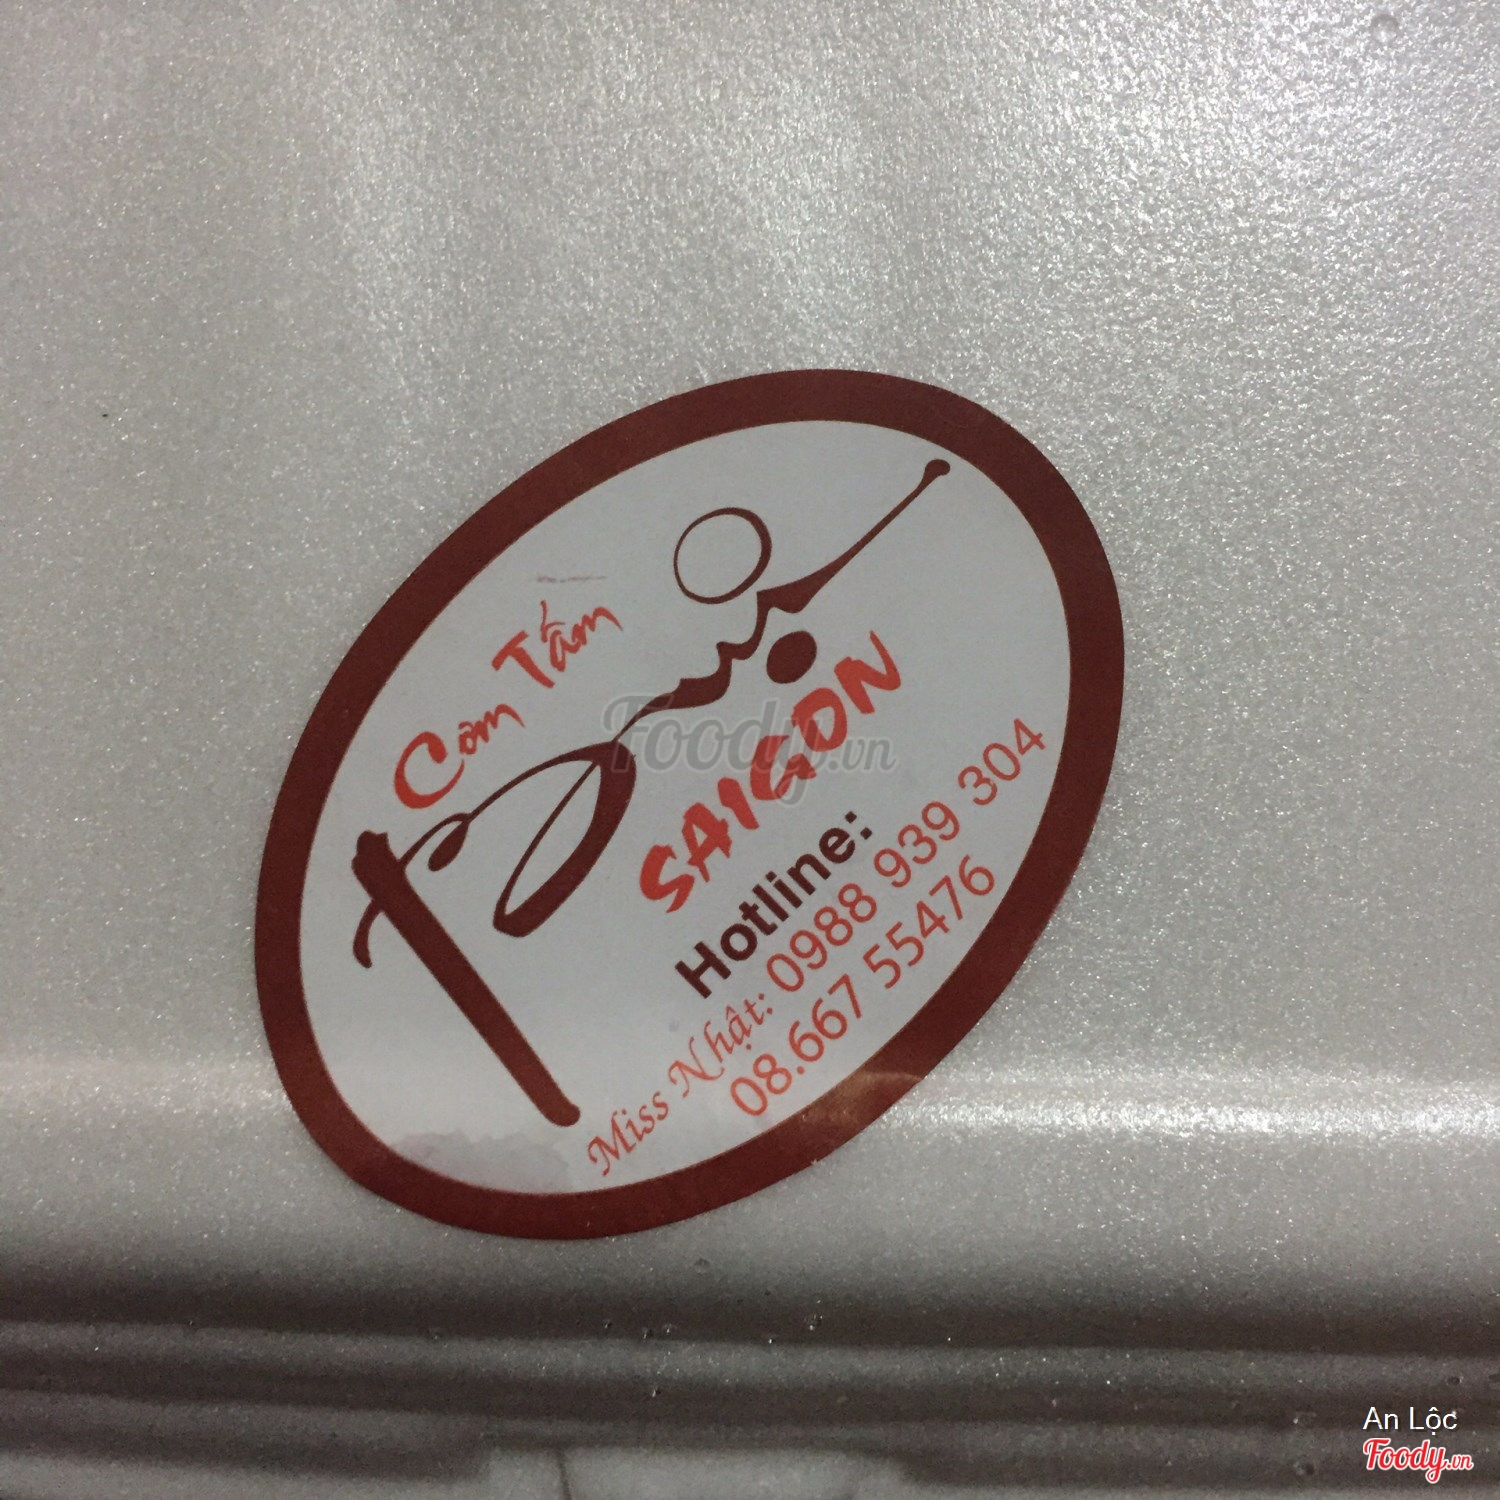 Cơm Tấm
SAIGON
Hotline:
Miss Nhật: 0988 939 304
08.667 55476
Foody.vn
An Lộc
Foody.vn